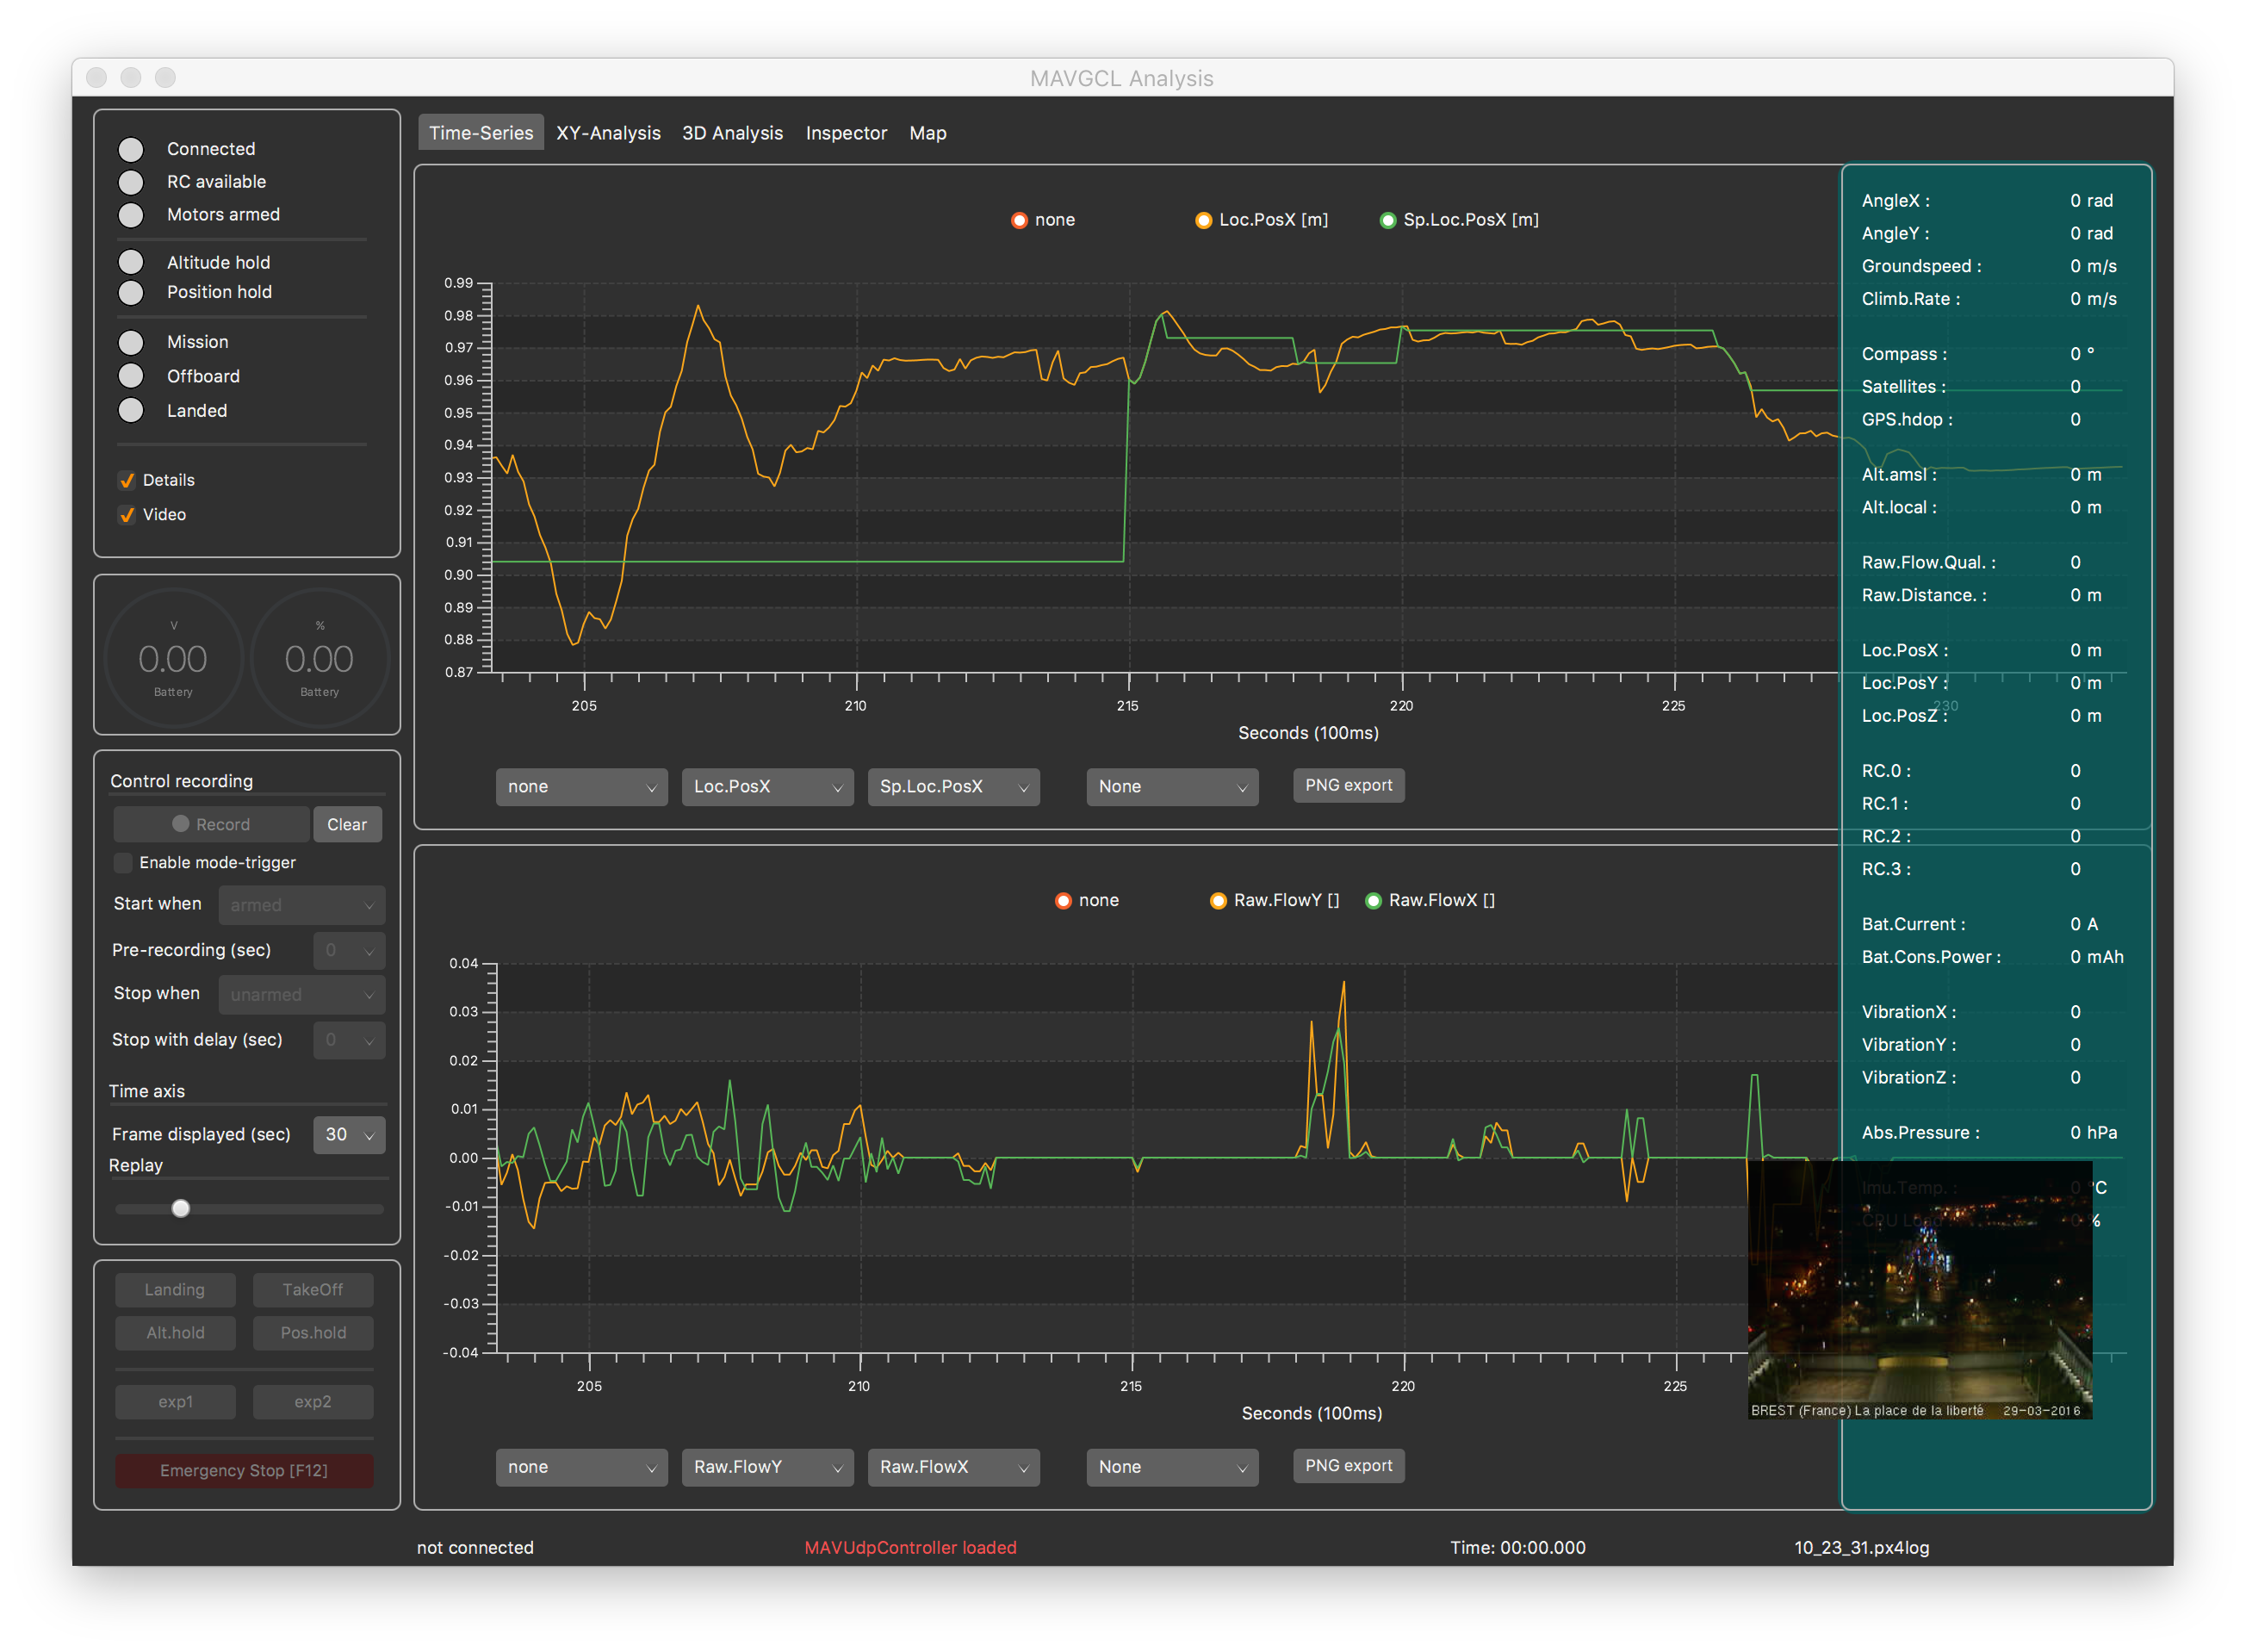 MAVGCL Analysis
Connected
RC available
Motors armed
Altitude hold
Position hold
Mission
Offboard
Landed
Details
Video
V
0.00
Battery
%
0.00
Battery
Control recording
Record Clear
Enable mode-trigger
Start when armed
Pre-recording (sec) 0
Stop when unarmed
Stop with delay (sec) 0
Time axis
Frame displayed (sec) 30
Replay
Landing TakeOff
Alt.hold Pos.hold
exp1 exp2
Emergency Stop [F12]
Time-Series XY-Analysis 3D Analysis Inspector Map
none Loc.PosX [m] Sp.Loc.PosX [m]
0.99
0.98
0.97
0.96
0.95
0.94
0.93
0.92
0.91
0.90
0.89
0.88
0.87
205 210 215 220 225 230
Seconds (100ms)
none Loc.PosX Sp.Loc.PosX None PNG export
none Raw.FlowY [] Raw.FlowX []
0.04
0.03
0.02
0.01
0.00
-0.01
-0.02
-0.03
-0.04
205 210 215 220 225
Seconds (100ms)
none Raw.FlowY Raw.FlowX None PNG export
AngleX : 0 rad
AngleY : 0 rad
Groundspeed : 0 m/s
Climb.Rate : 0 m/s
Compass : 0 °
Satellites : 0
GPS.hdop : 0
Alt.amsl : 0 m
Alt.local : 0 m
Raw.Flow.Qual. : 0
Raw.Distance. : 0 m
Loc.PosX : 0 m
Loc.PosY : 0 m
Loc.PosZ : 0 m
RC.0 : 0
RC.1 : 0
RC.2 : 0
RC.3 : 0
Bat.Current : 0 A
Bat.Cons.Power : 0 mAh
VibrationX : 0
VibrationY : 0
VibrationZ : 0
Abs.Pressure : 0 hPa
Imu.Temp. : 0 °C
CPU 0 %
BREST (France) La place de la liberté 29-03-2016
not connected MAVUdpController loaded Time: 00:00.000 10_23_31.px4log